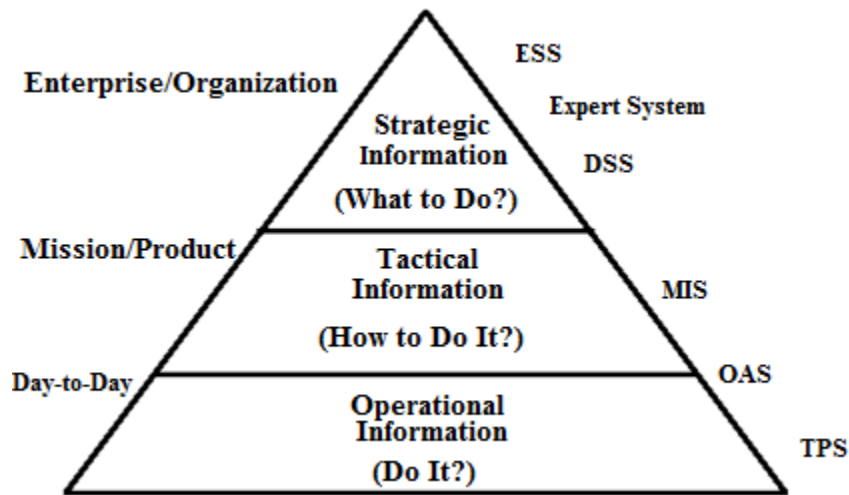 ESS
Enterprise/Organization
Expert System
Strategic
Information
DSS
(What to Do?)
Mission/Product
Tactical
Information
MIS
(How to Do It?)
Day-to-Day
OAS
Operational
Information
TPS
(Do It?)